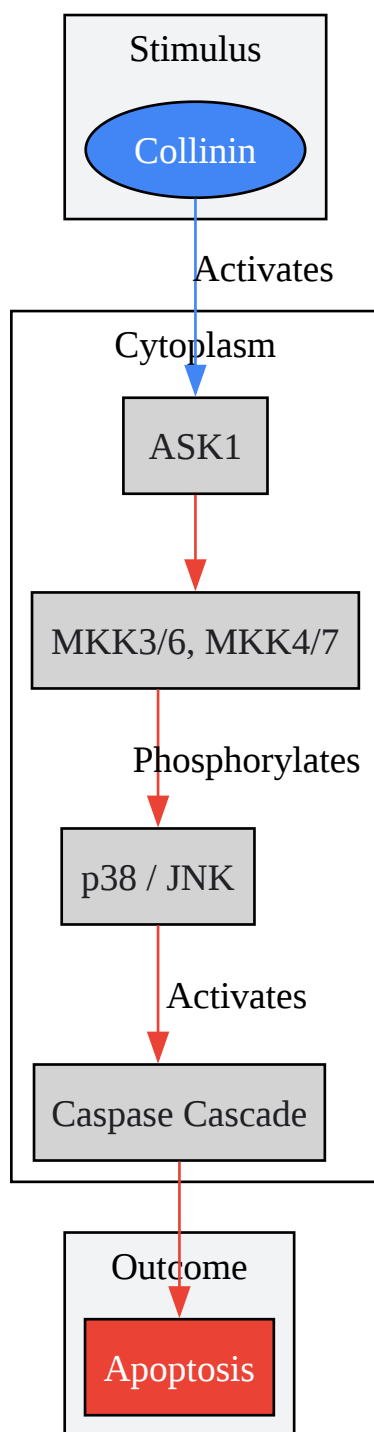 Stimulus
Collinin
Activates
Cytoplasm
ASK1
MKK3/6, MKK4/7
Phosphorylates
p38 / JNK
Activates
Caspase Cascade
Outcome
Apoptosis